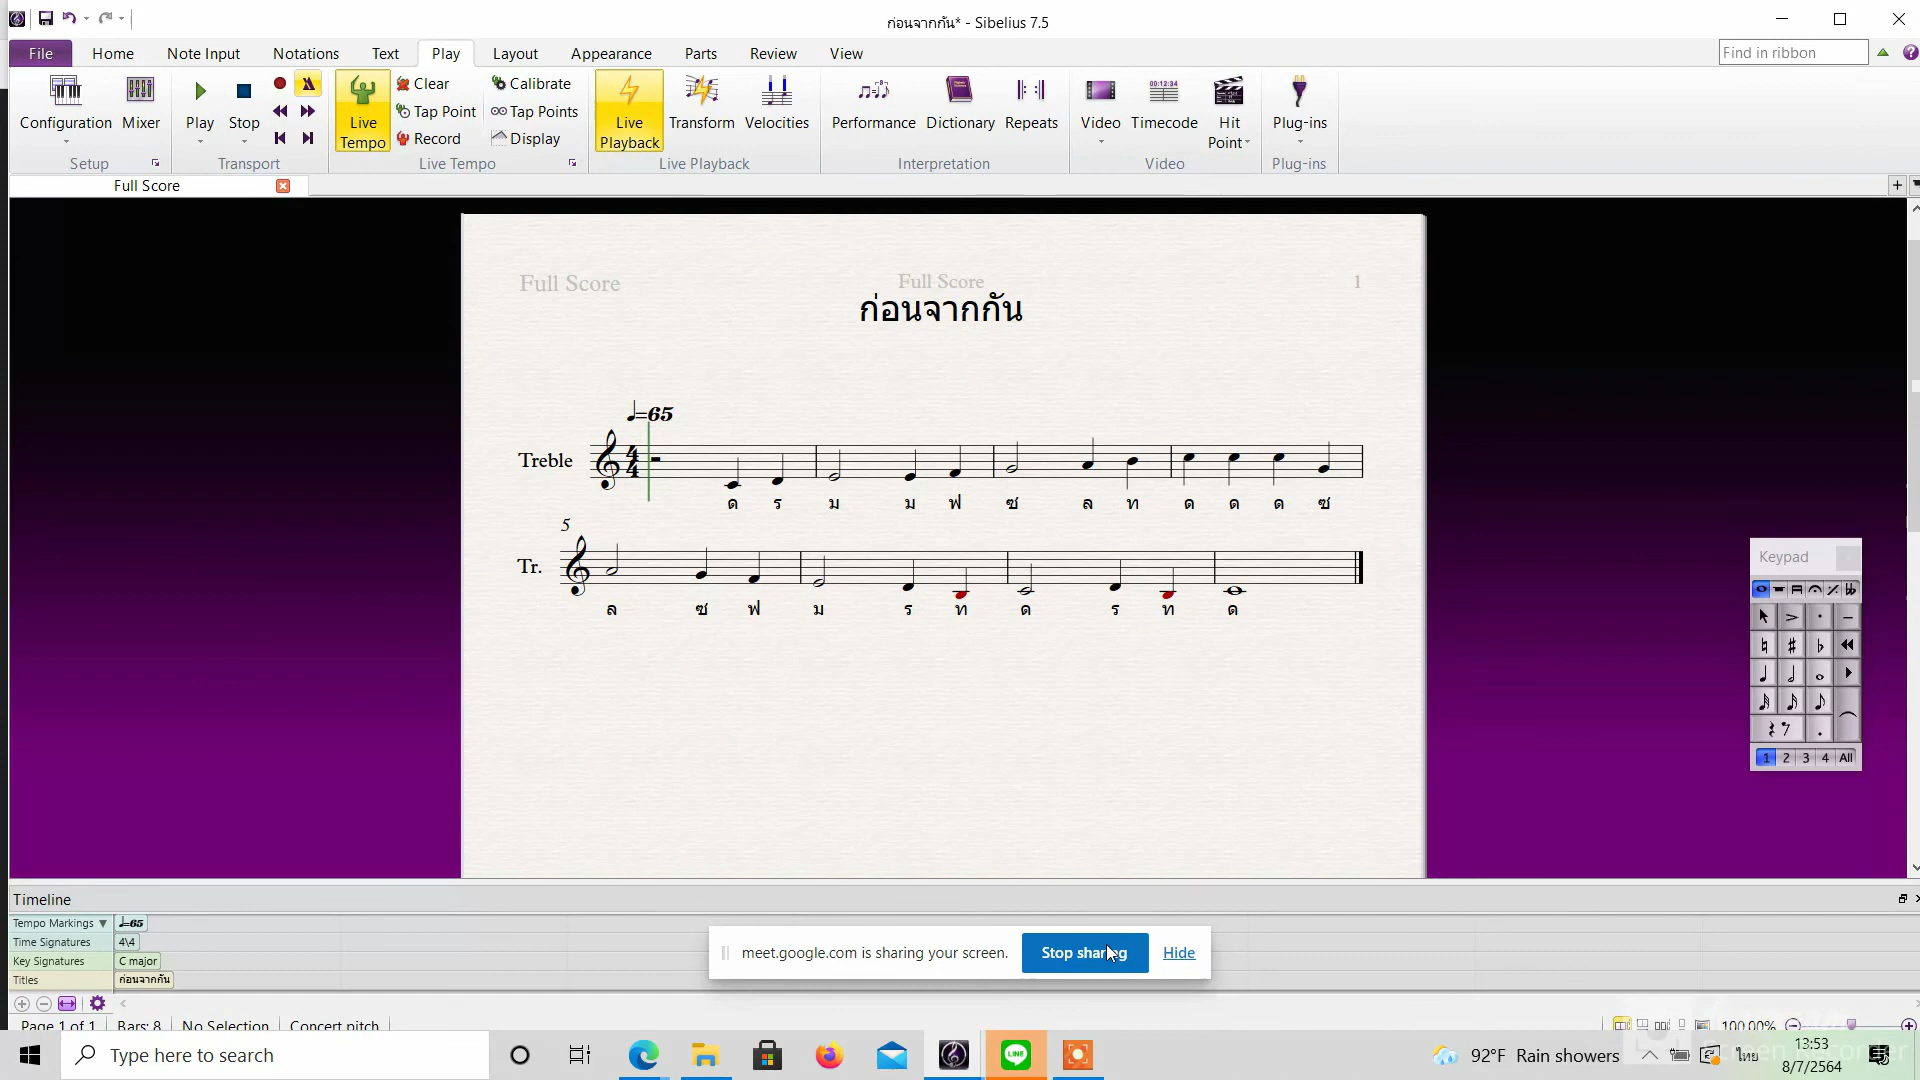 ก่อนจากกัน* - Sibelius 7.5
File Home Note Input Notations Text Play Layout Appearance Parts Review View Find in ribbon
Configuration Mixer Play Stop Live Tempo Clear Tap Point Record Calibrate Tap Points Display Live Playback Transform Velocities Performance Dictionary Repeats Video Timecode Hit Point Plug-ins
Setup Transport Live Tempo Live Playback Interpretation Video Plug-ins
Full Score
Full Score Full Score 1
ก่อนจากกัน
=65
Treble
ด ร ม ม ฟ ซ ล ท ด ด ด ซ
5
Tr.
ล ซ ฟ ม ร ท ด ร ท ด
Keypad
1 2 3 4 All
Timeline
Tempo Markings =65
Time Signatures 4\4
Key Signatures C major
Titles ก่อนจากกัน
meet.google.com is sharing your screen. Stop sharing Hide
Page 1 of 1 Bars: 8 No Selection Concert pitch 100.00%
Type here to search
92°F Rain showers ไทย 13:53
8/7/2564